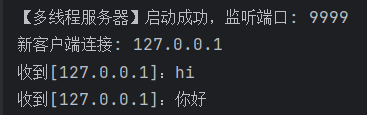 【多线程服务器】启动成功，监听端口: 9999
新客户端连接: 127.0.0.1
收到[127.0.0.1]：hi
收到[127.0.0.1]：你好